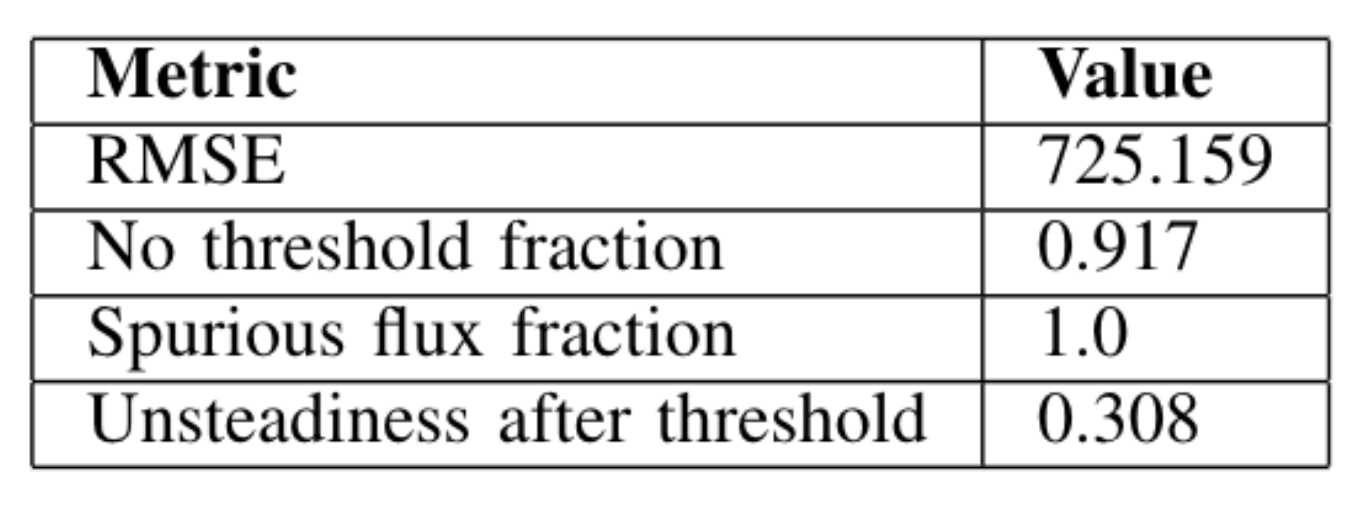 Metric Value
RMSE 725.159
No threshold fraction 0.917
Spurious flux fraction 1.0
Unsteadiness after threshold 0.308